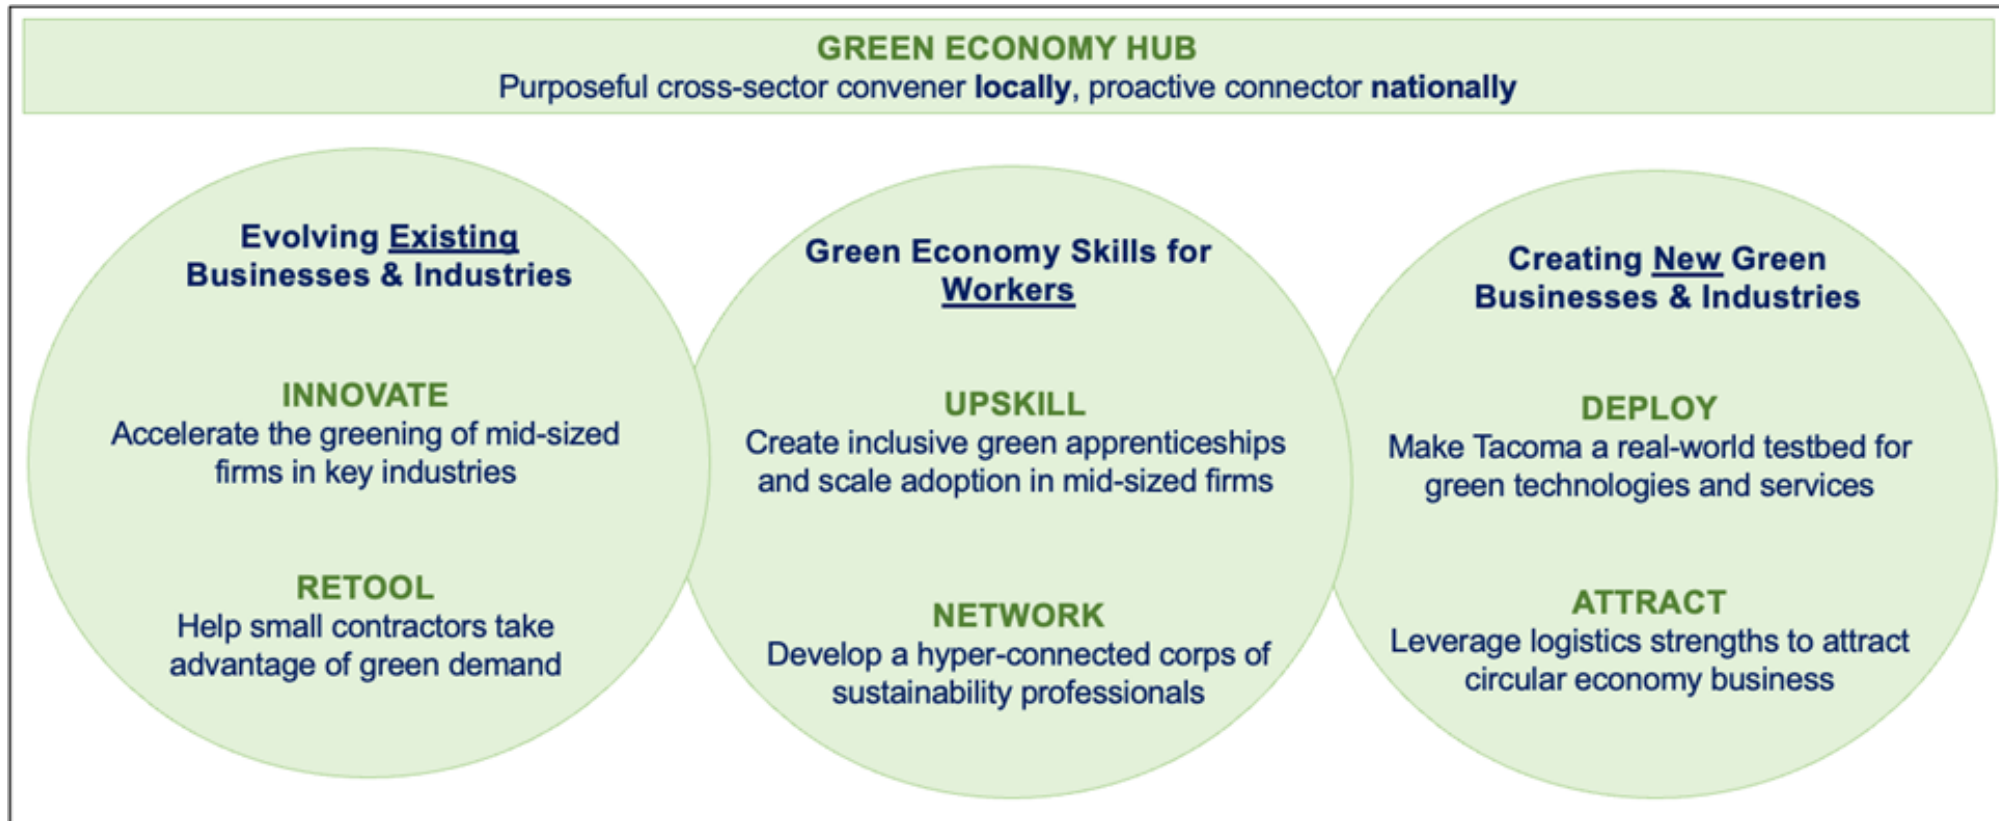 GREEN ECONOMY HUB
Purposeful cross-sector convener locally, proactive connector nationally
Evolving Existing
Businesses & Industries
INNOVATE
Accelerate the greening of mid-sized
firms in key industries
RETOOL
Help small contractors take
advantage of green demand
Green Economy Skills for
Workers
UPSKILL
Create inclusive green apprenticeships
and scale adoption in mid-sized firms
NETWORK
Develop a hyper-connected corps of
sustainability professionals
Creating New Green
Businesses & Industries
DEPLOY
Make Tacoma a real-world testbed for
green technologies and services
ATTRACT
Leverage logistics strengths to attract
circular economy business